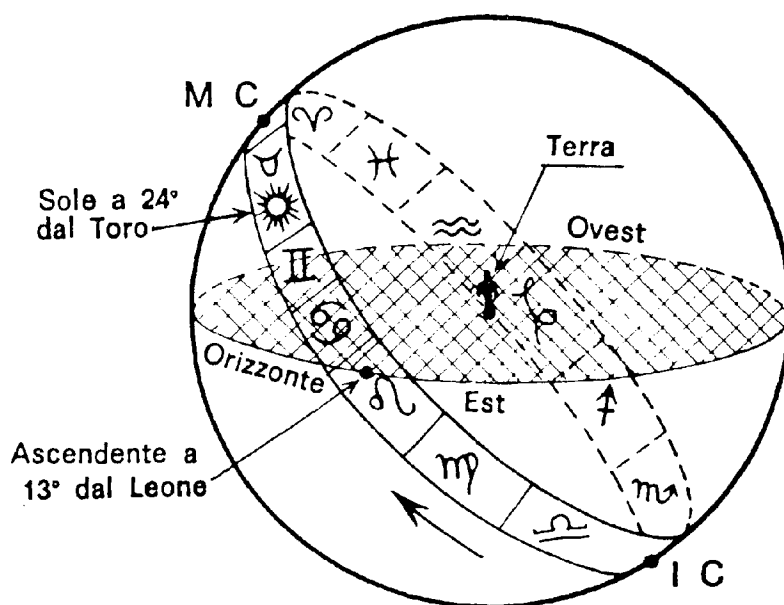 M C
♈
♉
♓
Terra
Sole a 24°
dal Toro
♒
Ovest
♊
♋
♑
Orizzonte
Est
♌
♐
Ascendente a
13° dal Leone
♍
♏
♎
I C